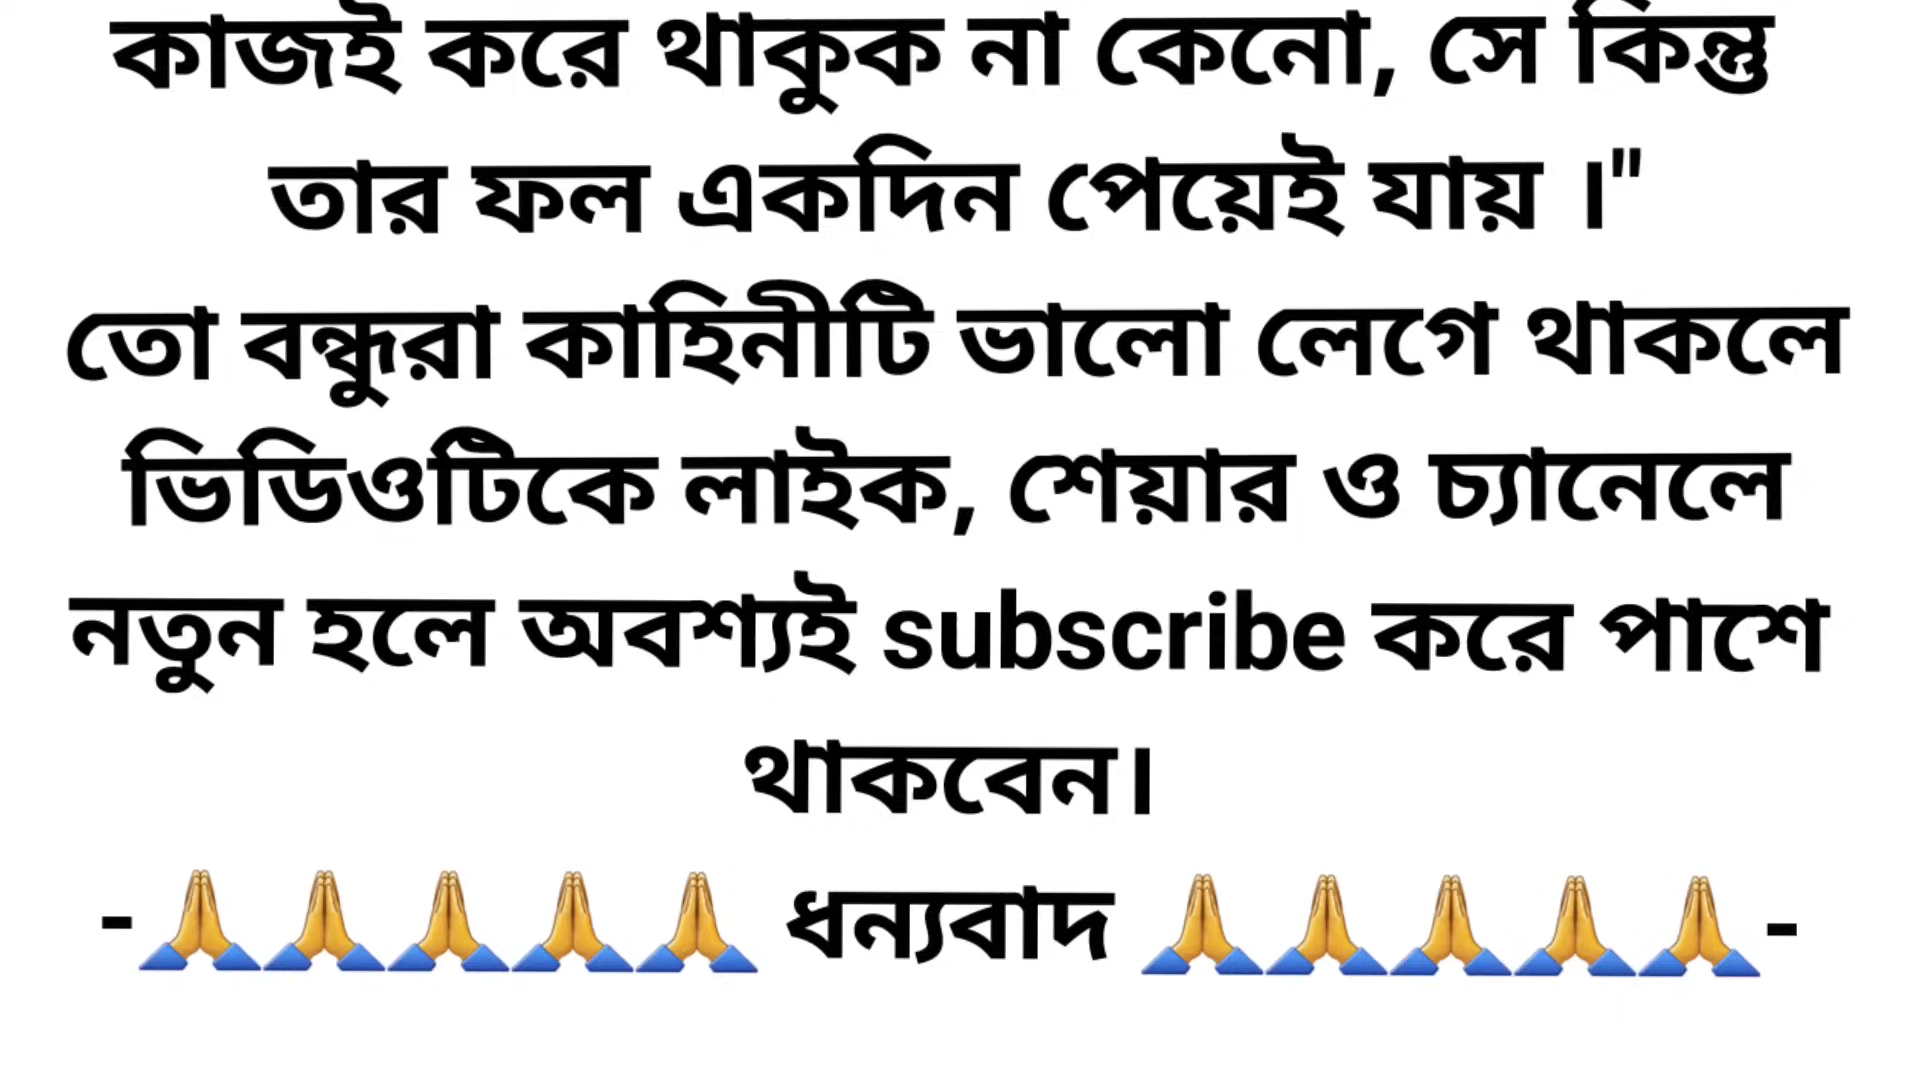 কাজই করে থাকুক না কেনো, সে কিন্তু
তার ফল একদিন পেয়েই যায় ।"
তো বন্ধুরা কাহিনীটি ভালো লেগে থাকলে
ভিডিওটিকে লাইক, শেয়ার ও চ্যানেলে
নতুন হলে অবশ্যই subscribe করে পাশে
থাকবেন।
-🙏🙏🙏🙏🙏 ধন্যবাদ 🙏🙏🙏🙏🙏-